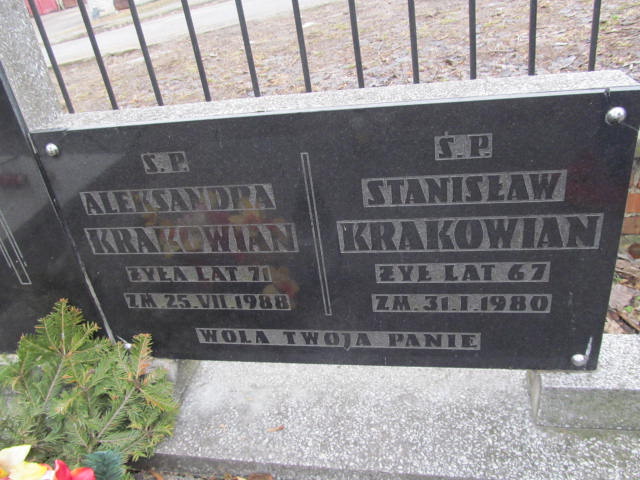 Ś.P.
ALEKSANDRA
KRAKOWIAN
ŻYŁA LAT 71
ZM. 25.VII.1988
Ś.P.
STANISŁAW
KRAKOWIAN
ŻYŁ LAT 67
ZM. 31.I.1980
WOLA TWOJA PANIE